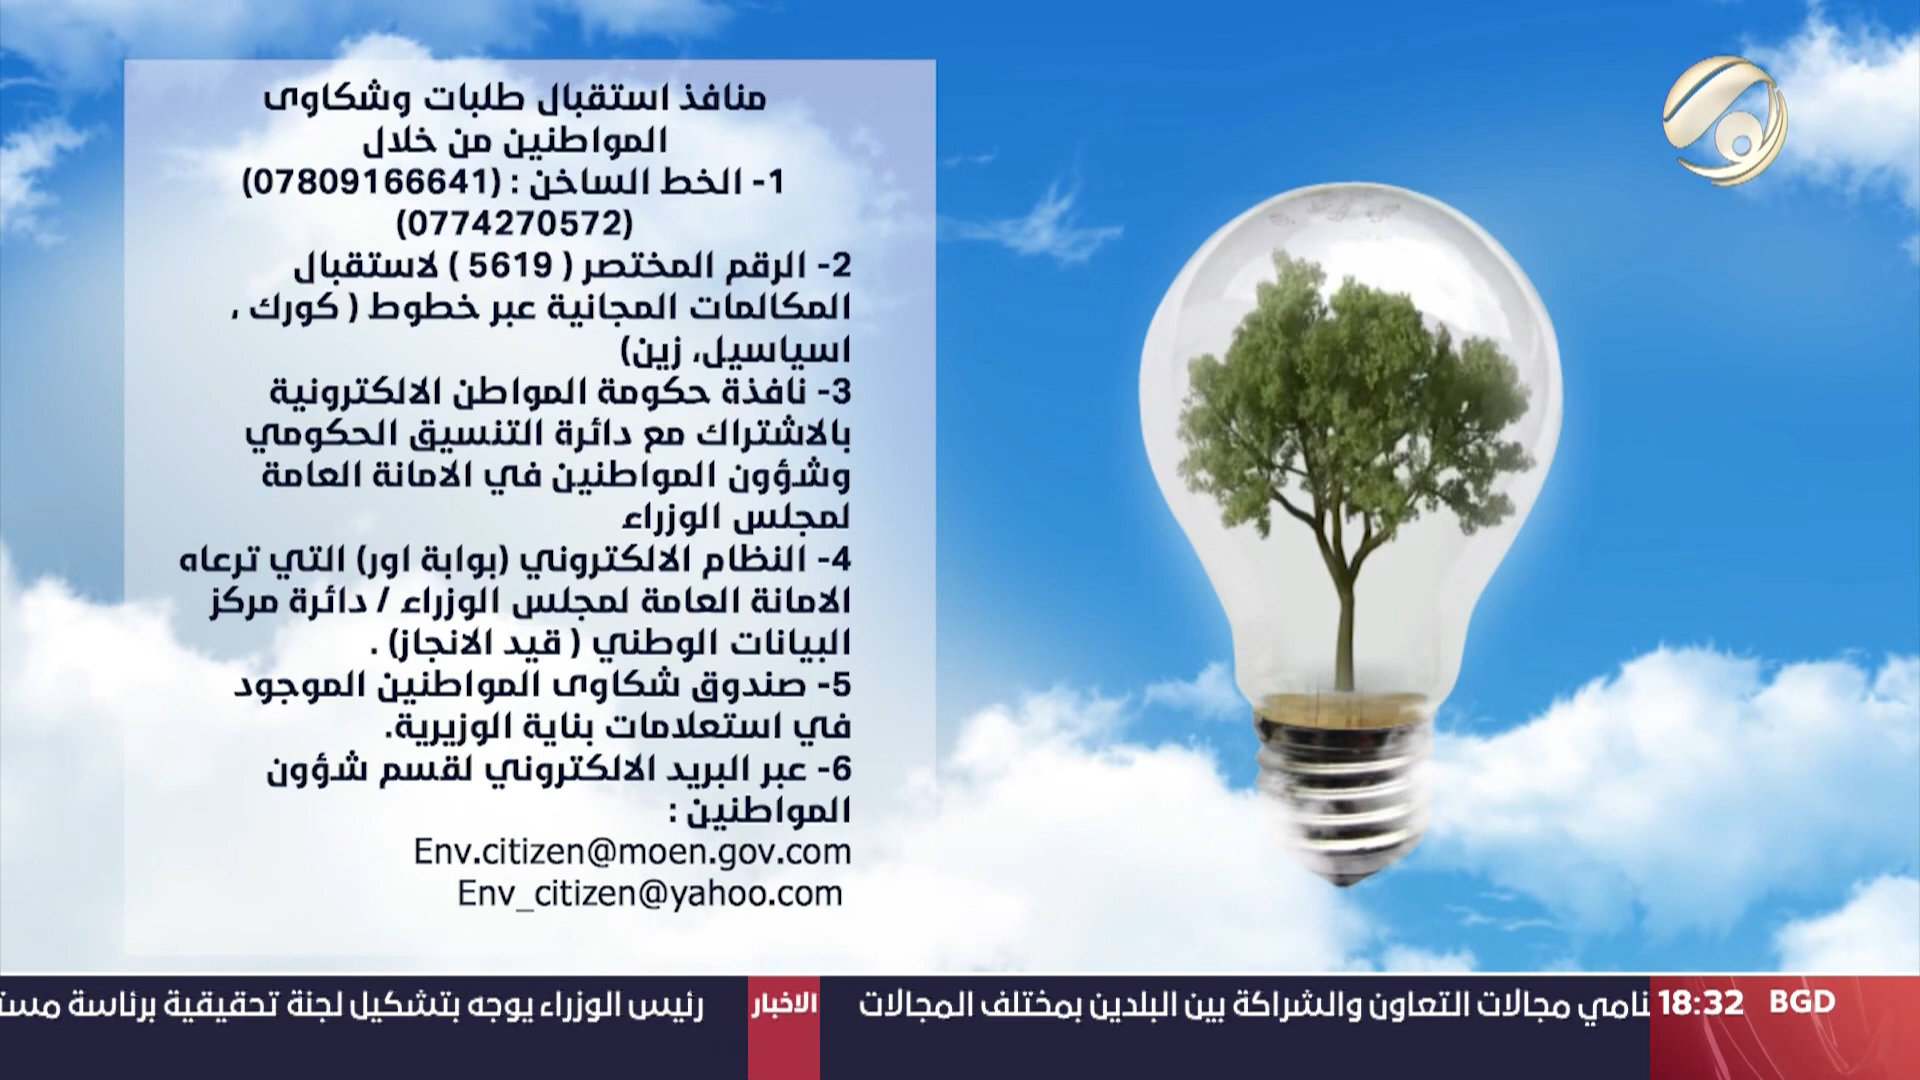 منافذ استقبال طلبات وشكاوى
المواطنين من خلال
1- الخط الساخن : (07809166641)
(0774270572)
2- الرقم المختصر ( 5619 ) لاستقبال
المكالمات المجانية عبر خطوط ( كورك ،
اسياسيل، زين)
3- نافذة حكومة المواطن الالكترونية
بالاشتراك مع دائرة التنسيق الحكومي
وشؤون المواطنين في الامانة العامة
لمجلس الوزراء
4- النظام الالكتروني (بوابة اور) التي ترعاه
الامانة العامة لمجلس الوزراء / دائرة مركز
البيانات الوطني ( قيد الانجاز) .
5- صندوق شكاوى المواطنين الموجود
في استعلامات بناية الوزيرية.
6- عبر البريد الالكتروني لقسم شؤون
المواطنين :
Env.citizen@moen.gov.com
Env_citizen@yahoo.com
BGD 18:32
نامي مجالات التعاون والشراكة بين البلدين بمختلف المجالات
الاخبار
رئيس الوزراء يوجه بتشكيل لجنة تحقيقية برئاسة مست